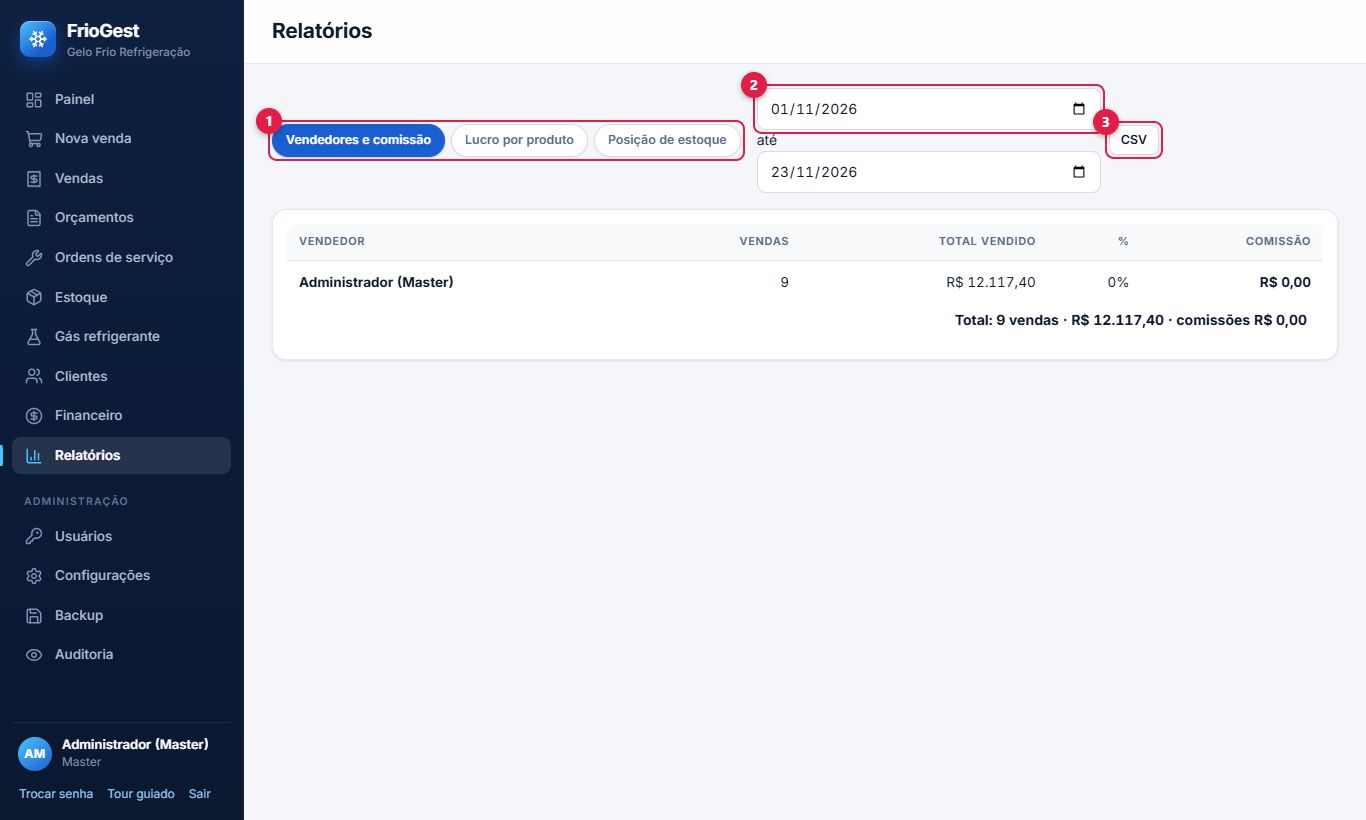 FrioGest
Gelo Frio Refrigeração
Painel
Nova venda
Vendas
Orçamentos
Ordens de serviço
Estoque
Gás refrigerante
Clientes
Financeiro
Relatórios
ADMINISTRAÇÃO
Usuários
Configurações
Backup
Auditoria
AM
Administrador (Master)
Master
Trocar senha Tour guiado Sair
Relatórios
1
Vendedores e comissão Lucro por produto Posição de estoque
2
01/11/2026
até
23/11/2026
3
CSV
VENDEDOR VENDAS TOTAL VENDIDO % COMISSÃO
Administrador (Master) 9 R$ 12.117,40 0% R$ 0,00
Total: 9 vendas · R$ 12.117,40 · comissões R$ 0,00